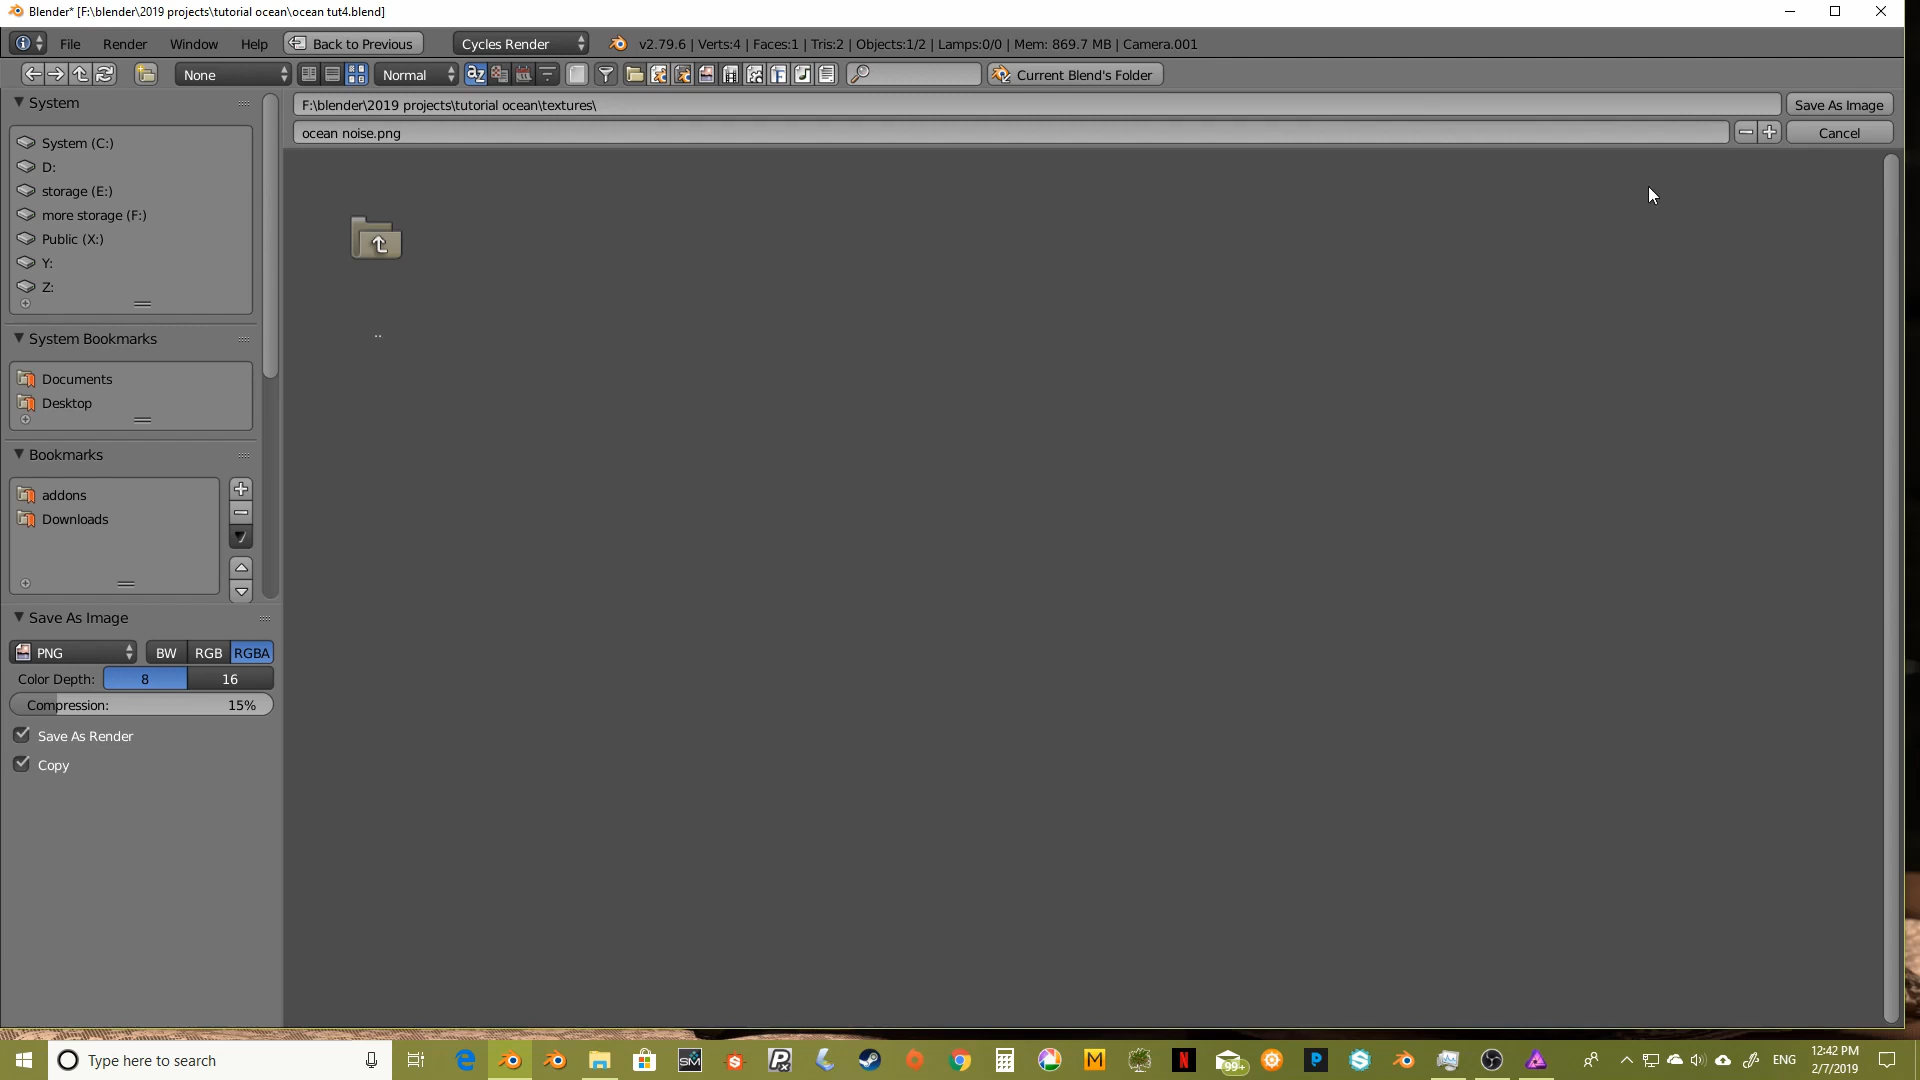 Blender* [F:\blender\2019 projects\tutorial ocean\ocean tut4.blend]
File Render Window Help Back to Previous Cycles Render v2.79.6 | Verts:4 | Faces:1 | Tris:2 | Objects:1/2 | Lamps:0/0 | Mem: 869.7 MB | Camera.001
None Normal Current Blend's Folder
System
F:\blender\2019 projects\tutorial ocean\textures\ Save As Image
ocean noise.png Cancel
System (C:)
D:
storage (E:)
more storage (F:)
Public (X:)
Y:
Z:
..
System Bookmarks
Documents
Desktop
Bookmarks
addons
Downloads
Save As Image
PNG BW RGB RGBA
Color Depth: 8 16
Compression: 15%
Save As Render
Copy
Type here to search
99+
ENG
12:42 PM
2/7/2019